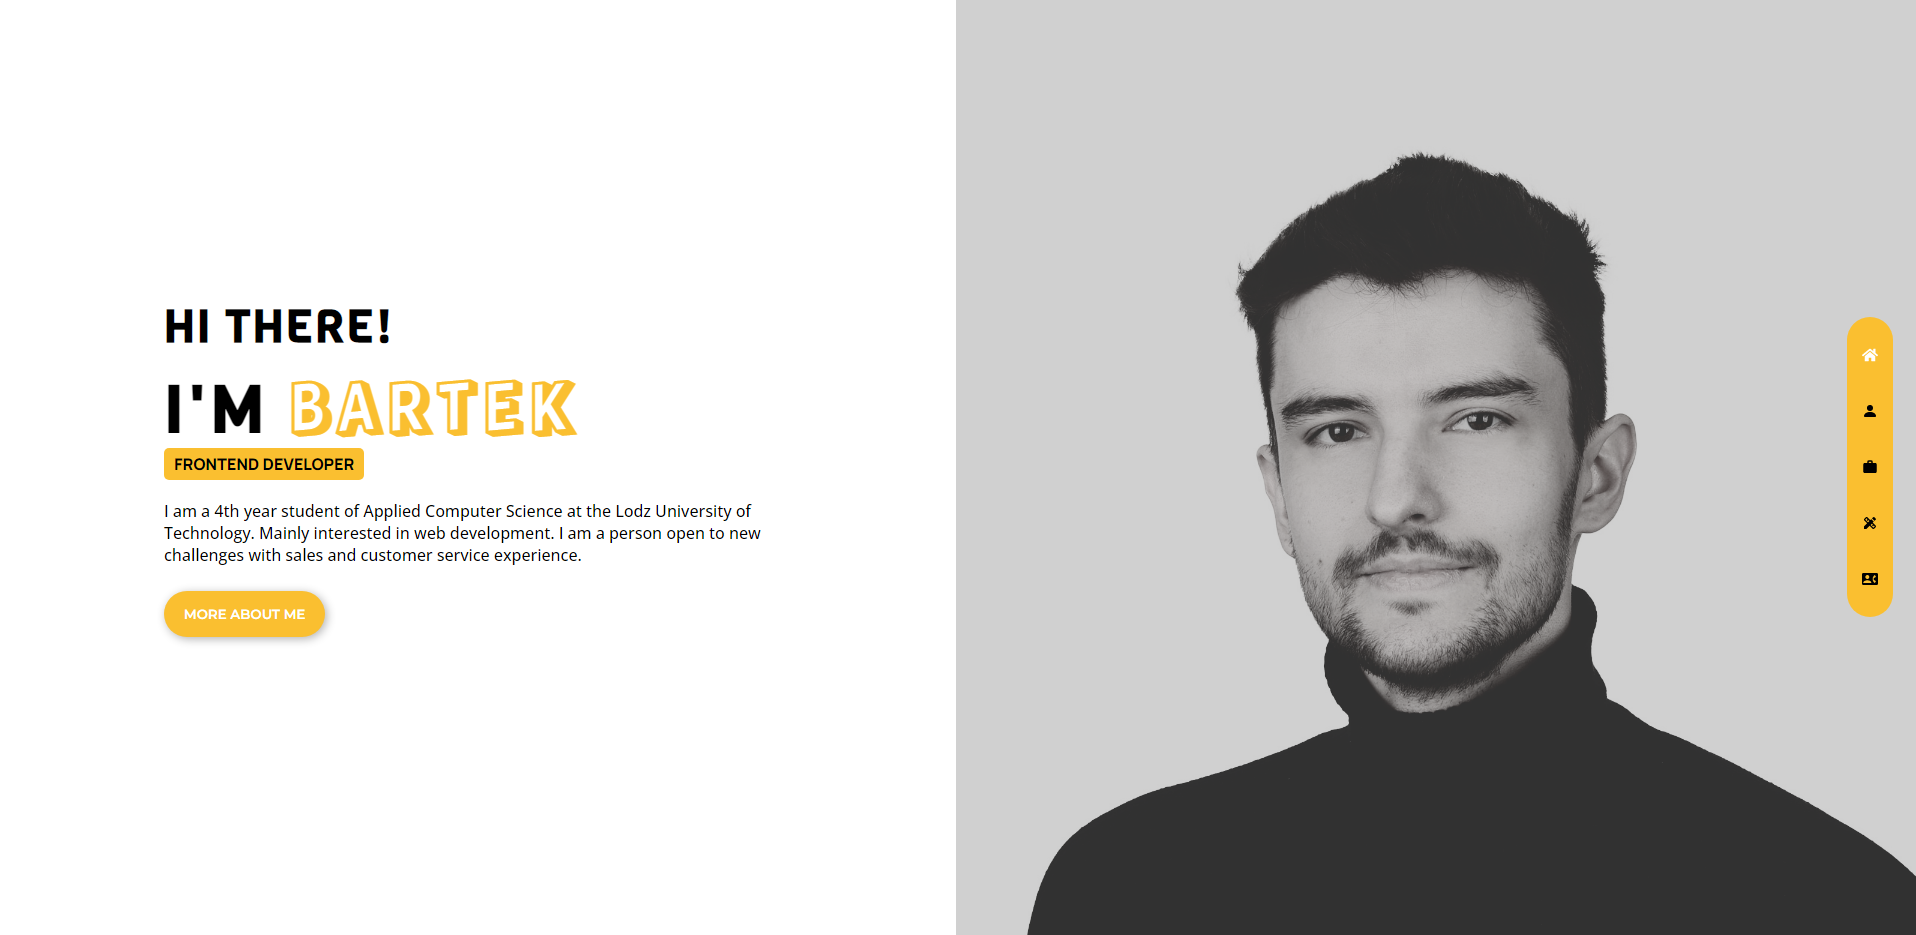 HI THERE!
I'M BARTEK
FRONTEND DEVELOPER
I am a 4th year student of Applied Computer Science at the Lodz University of
Technology. Mainly interested in web development. I am a person open to new
challenges with sales and customer service experience.
MORE ABOUT ME